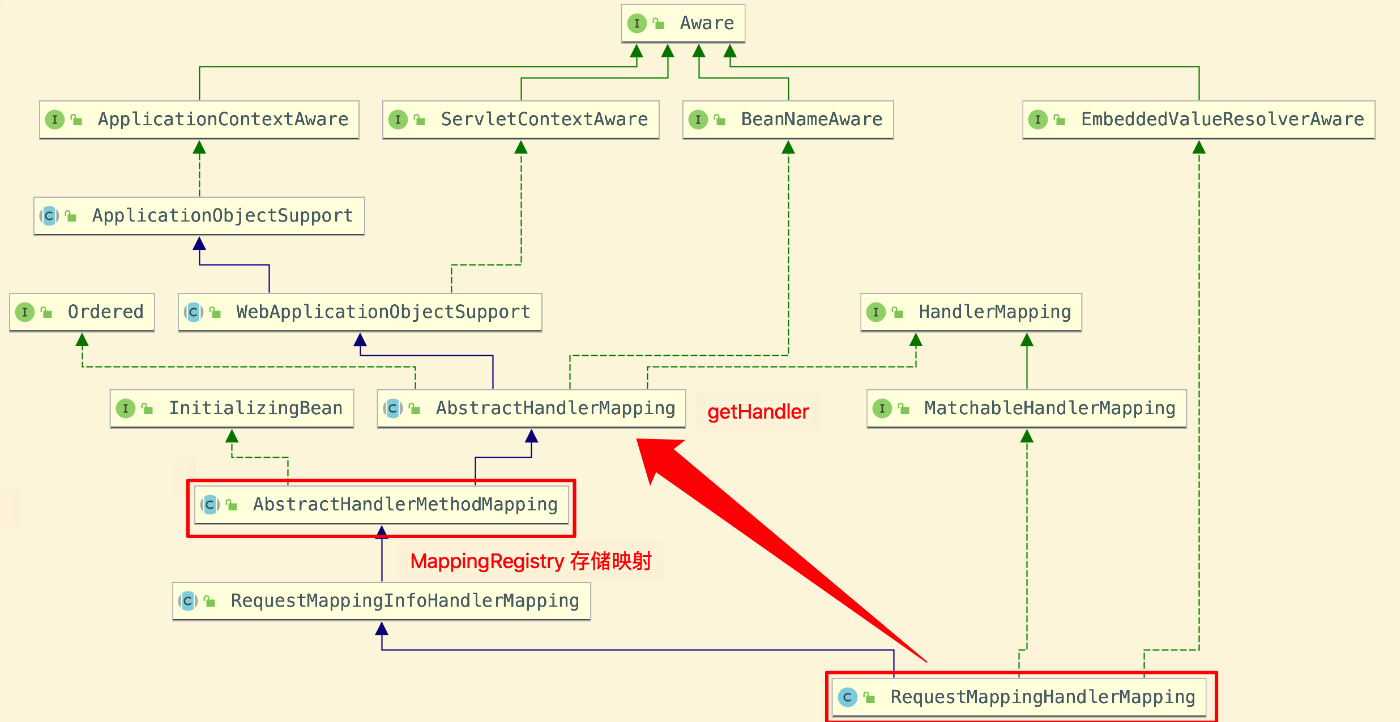 Aware
ApplicationContextAware
ServletContextAware
BeanNameAware
EmbeddedValueResolverAware
ApplicationObjectSupport
Ordered
WebApplicationObjectSupport
HandlerMapping
InitializingBean
AbstractHandlerMapping
getHandler
MatchableHandlerMapping
AbstractHandlerMethodMapping
MappingRegistry 存储映射
RequestMappingInfoHandlerMapping
RequestMappingHandlerMapping